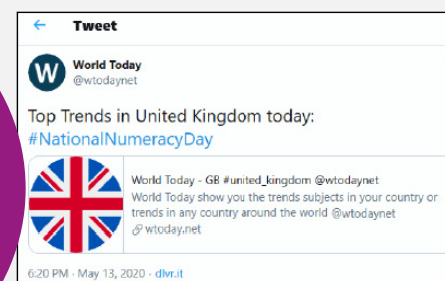 ← Tweet
W
World Today
@wtodaynet
Top Trends in United Kingdom today:
#NationalNumeracyDay
World Today - GB #united_kingdom @wtodaynet
World Today show you the trends subjects in your country or
trends in any country around the world @wtodaynet
wtoday.net
6:20 PM · May 13, 2020 · dlvr.it